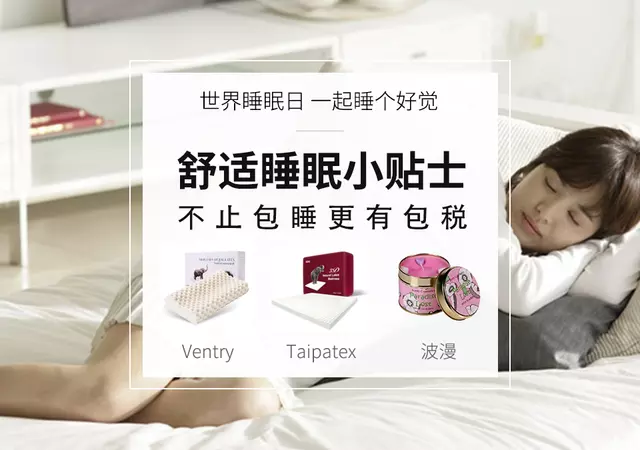 世界睡眠日 一起睡个好觉
舒适睡眠小贴士
不止包睡更有包税
Ventry
Taipatex
波漫